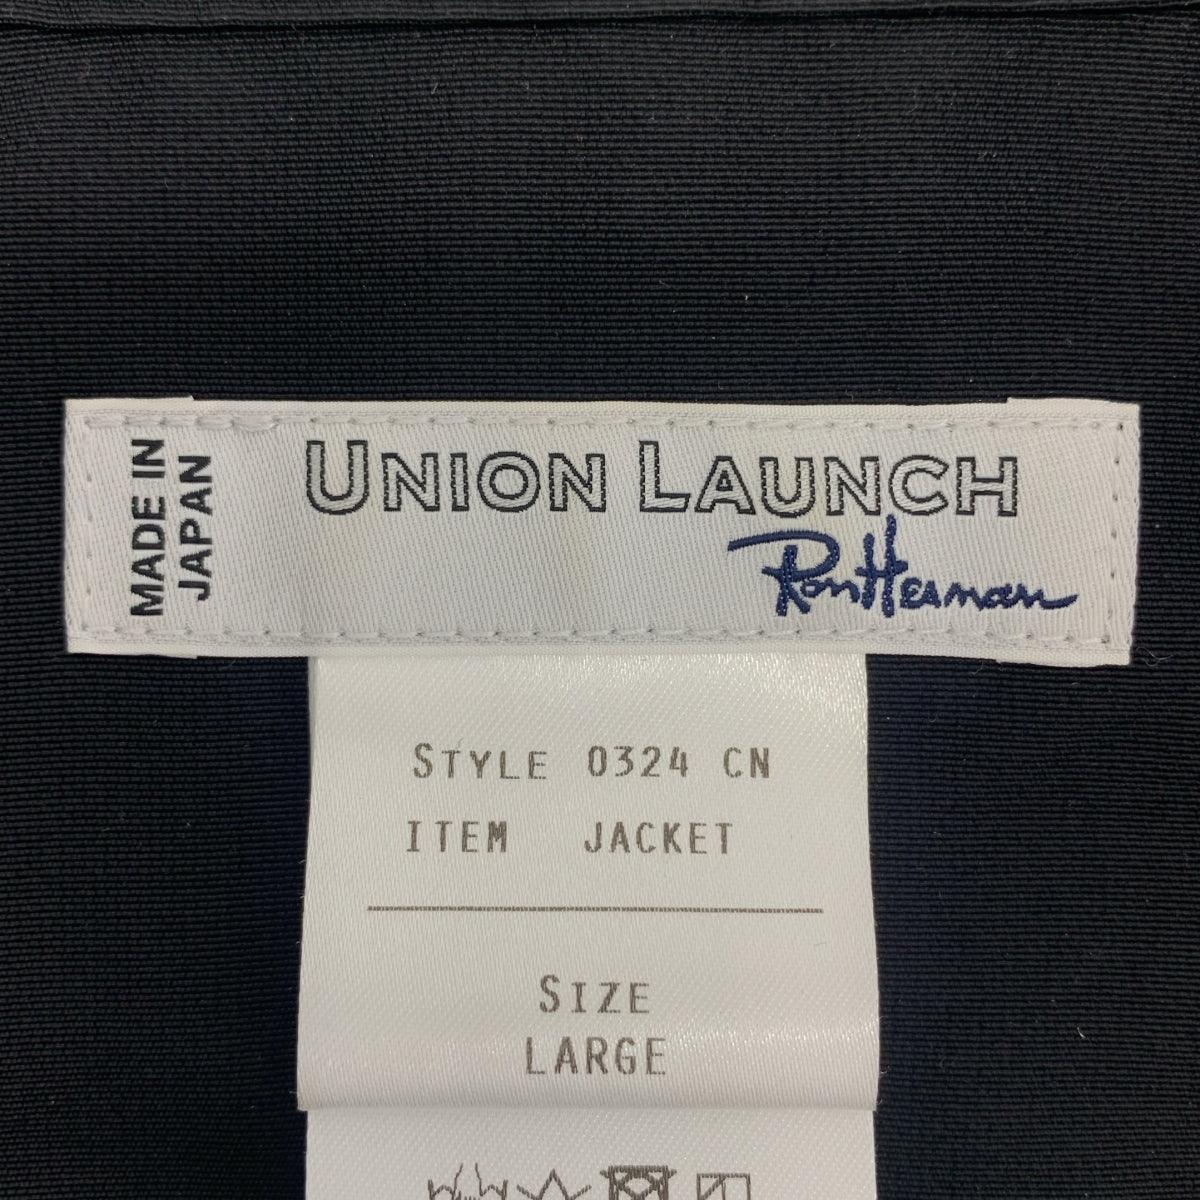 MADE IN
JAPAN
UNION LAUNCH
Ron Herman
STYLE 0324 CN
ITEM JACKET
SIZE
LARGE